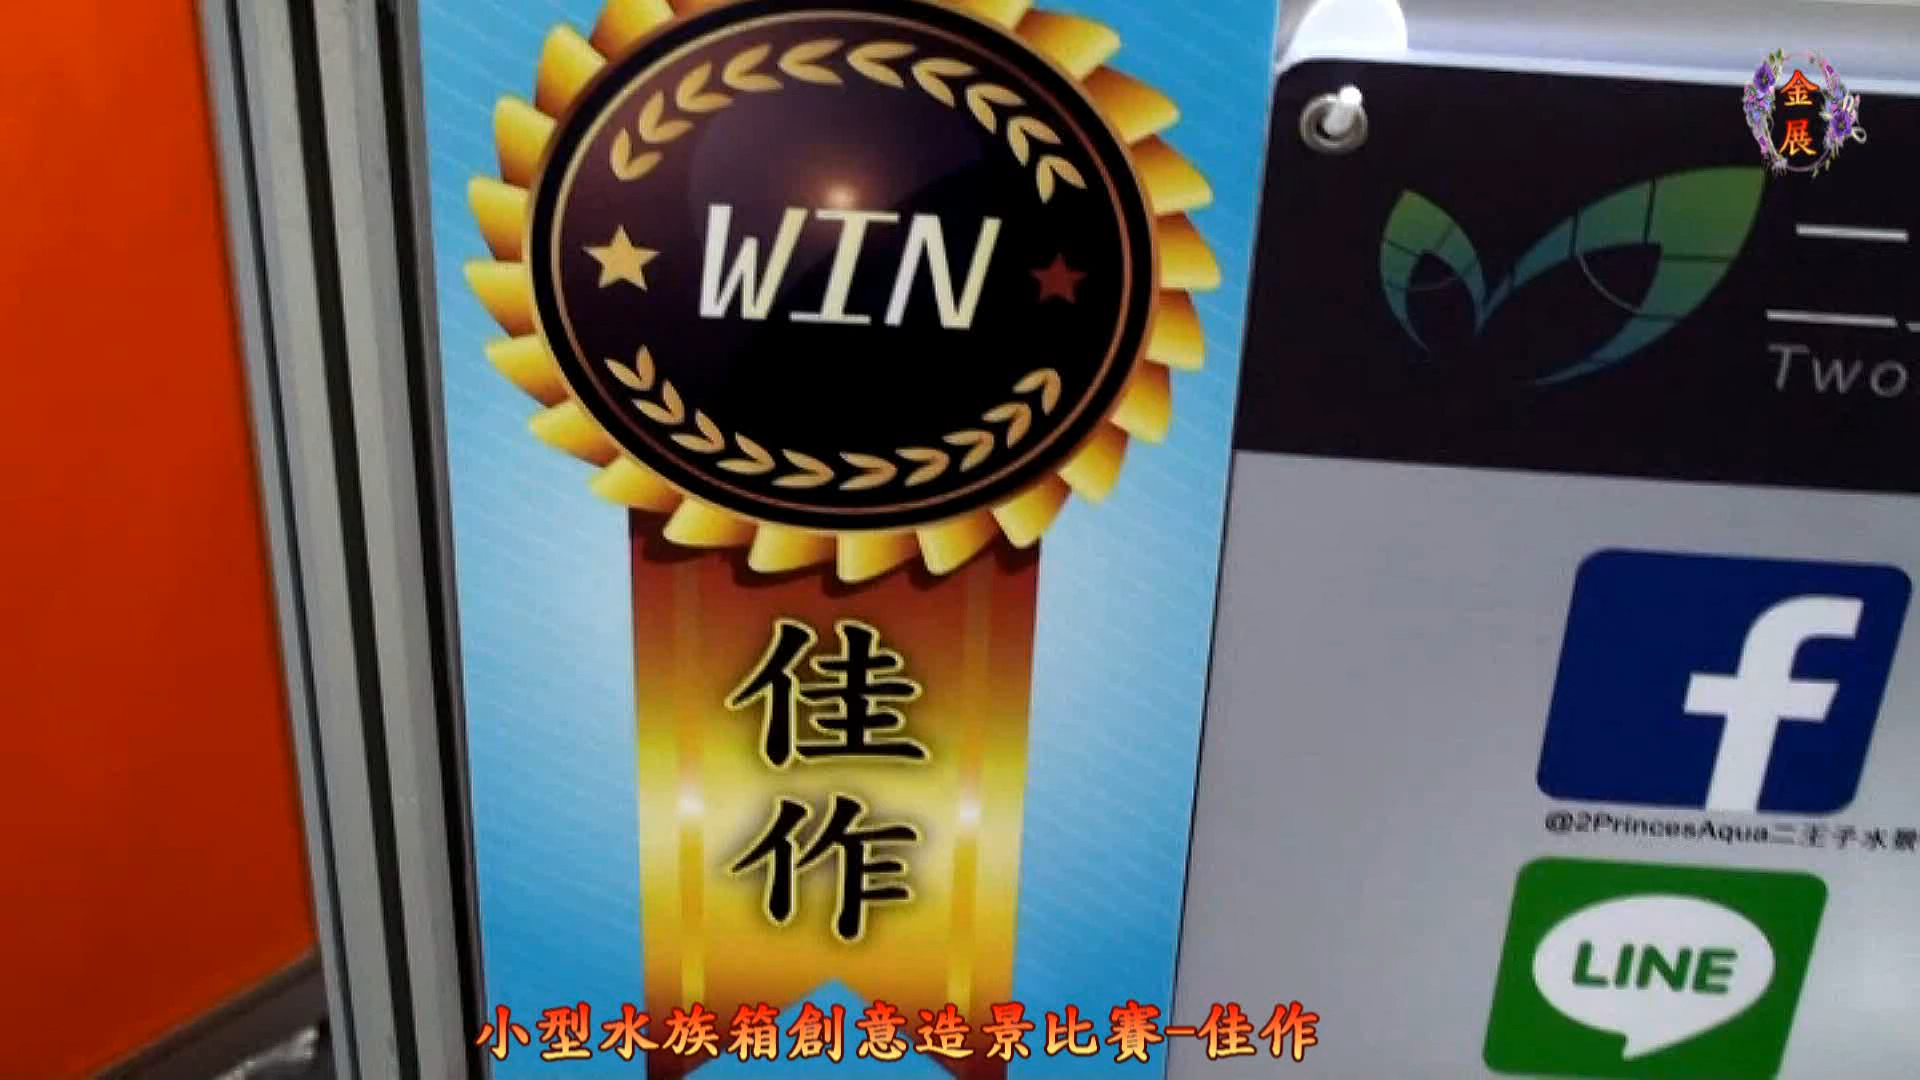 金
展
WIN
Two
佳
作
@2PrincesAqua二王子水景
LINE
小型水族箱創意造景比賽-佳作